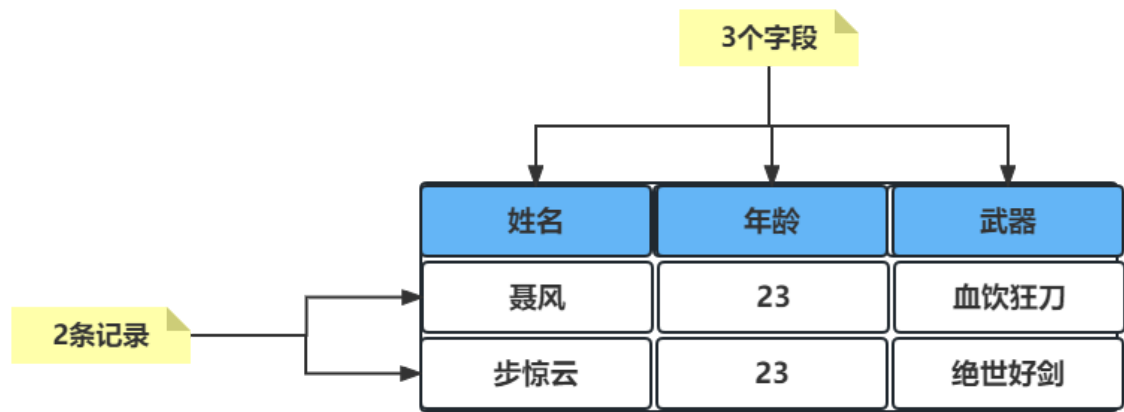 3个字段
姓名 年龄 武器
聂风 23 血饮狂刀
2条记录
步惊云 23 绝世好剑